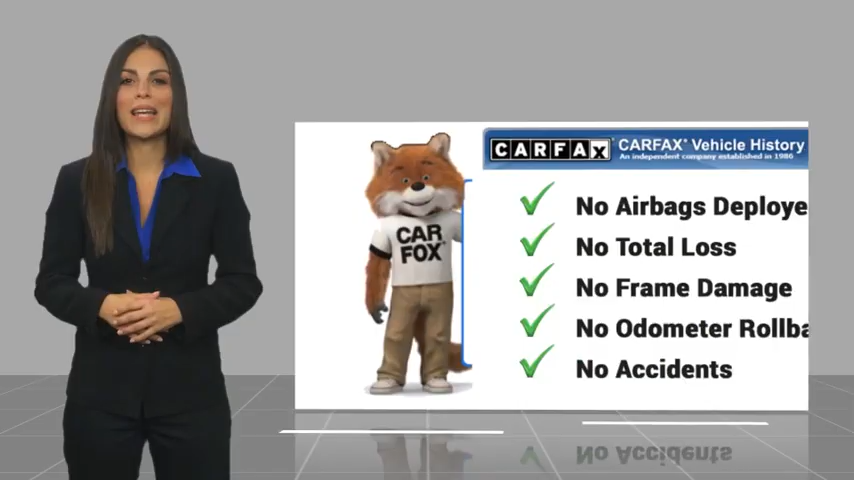 CARFAX
CARFAX Vehicle History
An independent company established in 1986
CAR
FOX
No Airbags Deploye
No Total Loss
No Frame Damage
No Odometer Rollba
No Accidents
No Accidents